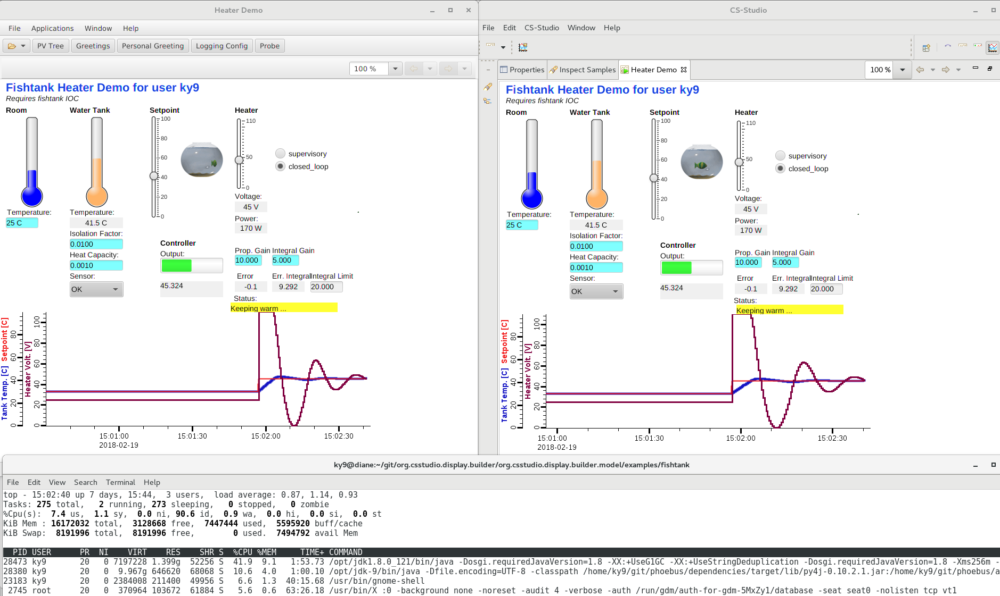 Heater Demo
File Applications Window Help
PV Tree Greetings Personal Greeting Logging Config Probe
100 %
Fishtank Heater Demo for user ky9
Requires fishtank IOC
Room Water Tank Setpoint Heater
100
80
60
40
20
0
110
50
0
supervisory
closed_loop
Voltage:
45 V
Power:
170 W
Temperature:
25 C
Temperature:
41.5 C
Isolation Factor:
0.0100
Heat Capacity:
0.0010
Sensor:
OK
Controller
Output:
45.324
Prop. Gain Integral Gain
10.000 5.000
Error Err. Integral Integral Limit
-0.1 9.292 20.000
Status:
Keeping warm ...
Tank Temp. [C] Setpoint [C]
0 20 40 60 80
Heater Volt. [V]
0 20 40 60 80 100
15:01:00 15:01:30 15:02:00 15:02:30
2018-02-19
CS-Studio
File Edit CS-Studio Window Help
Properties Inspect Samples Heater Demo
100 %
Fishtank Heater Demo for user ky9
Requires fishtank IOC
Room Water Tank Setpoint Heater
100
80
60
40
20
0
110
50
0
supervisory
closed_loop
Voltage:
45 V
Power:
170 W
Temperature:
25 C
Temperature:
41.5 C
Isolation Factor:
0.0100
Heat Capacity:
0.0010
Sensor:
OK
Controller
Output:
45.324
Prop. Gain Integral Gain
10.000 5.000
Error Err. Integral Integral Limit
-0.1 9.292 20.000
Status:
Keeping warm ...
Tank Temp. [C] Setpoint [C]
0 20 40 60 80
Heater Volt. [V]
0 20 40 60 80 100
15:01:00 15:01:30 15:02:00 15:02:30
2018-02-19
ky9@diane:~/git/org.csstudio.display.builder/org.csstudio.display.builder.model/examples/fishtank
File Edit View Search Terminal Help
top - 15:02:40 up 7 days, 15:44,  3 users,  load average: 0.87, 1.14, 0.93
Tasks: 275 total,   2 running, 273 sleeping,   0 stopped,   0 zombie
%Cpu(s):  7.4 us,  1.1 sy,  0.0 ni, 90.6 id,  0.9 wa,  0.0 hi,  0.0 si,  0.0 st
KiB Mem : 16172032 total,  3128668 free,  7447444 used,  5595920 buff/cache
KiB Swap:  8191996 total,  8191996 free,        0 used.  7494792 avail Mem
PID USER      PR  NI    VIRT    RES    SHR S  %CPU %MEM     TIME+ COMMAND
28473 ky9       20   0 7197228 1.399g  52256 S  41.9  9.1   1:53.73 /opt/jdk1.8.0_121/bin/java -Dosgi.requiredJavaVersion=1.8 -XX:+UseG1GC -XX:+UseStringDeduplication -Dosgi.requiredJavaVersion=1.8 -Xms256m -
28380 ky9       20   0  9.967g 646620  68068 S  10.6  4.0   1:00.10 /opt/jdk-9/bin/java -Dfile.encoding=UTF-8 -classpath /home/ky9/git/phoebus/dependencies/target/lib/py4j-0.10.2.1.jar:/home/ky9/git/phoebus/a
23183 ky9       20   0 2384008 211400  49956 S   6.6  1.3  40:15.68 /usr/bin/gnome-shell
2745 root      20   0  370964 103672  61884 S   5.6  0.6  63:26.18 /usr/bin/X :0 -background none -noreset -audit 4 -verbose -auth /run/gdm/auth-for-gdm-5MxZy1/database -seat seat0 -nolisten tcp vt1